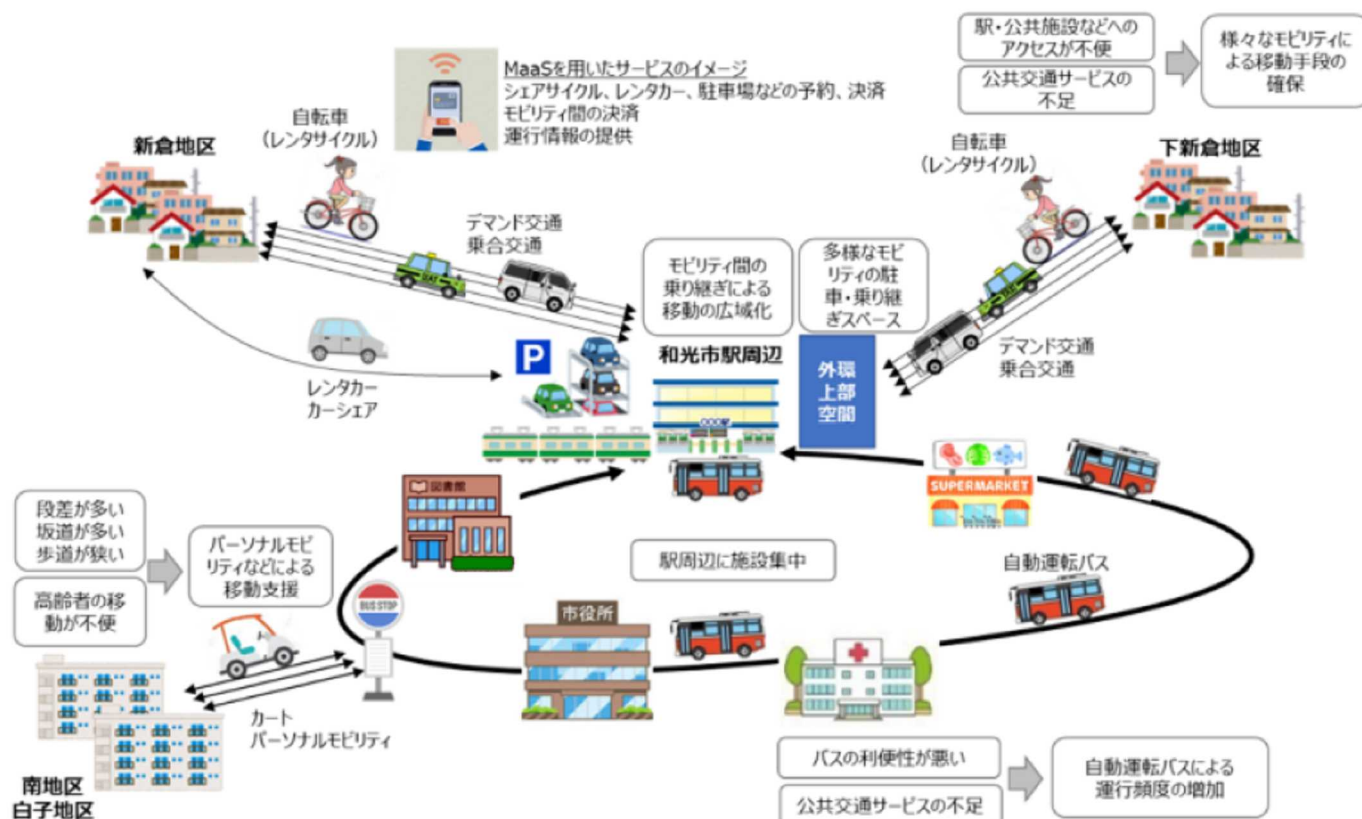 駅・公共施設などへの
アクセスが不便
公共交通サービスの
不足
様々なモビリティに
よる移動手段の
確保
MaaSを用いたサービスのイメージ
シェアサイクル、レンタカー、駐車場などの予約、決済
モビリティ間の決済
運行情報の提供
自転車
(レンタサイクル)
新倉地区
自転車
(レンタサイクル)
下新倉地区
デマンド交通
乗合交通
モビリティ間の
乗り継ぎによる
移動の広域化
多様なモビ
リティの駐
車・乗り継
ぎスペース
P
和光市駅周辺
外環
上部
空間
デマンド交通
乗合交通
レンタカー
カーシェア
図書館
SUPERMARKET
段差が多い
坂道が多い
歩道が狭い
高齢者の移
動が不便
パーソナルモビ
リティなどによる
移動支援
駅周辺に施設集中
自動運転バス
BUS STOP
市役所
カート
パーソナルモビリティ
南地区
白子地区
バスの利便性が悪い
公共交通サービスの不足
自動運転バスによる
運行頻度の増加